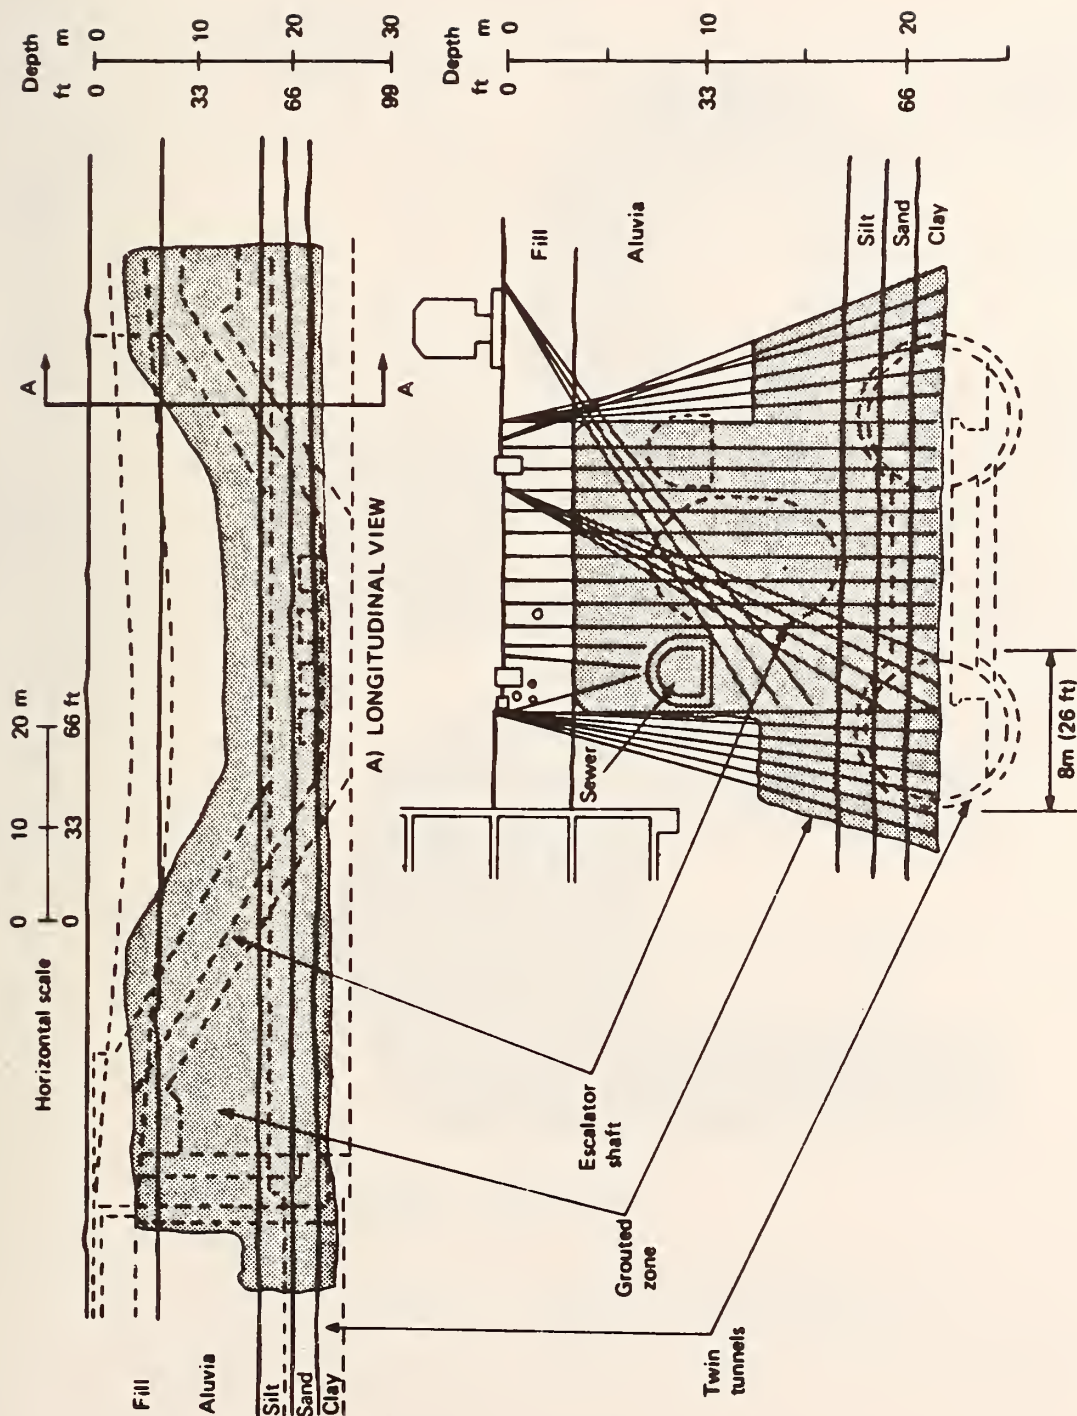 Horizontal scale
0 10 20 m
0 33 66 ft
Depth
ft m
0 0
33 10
66 20
99 30
Fill
Aluvia
Silt
Sand
Clay
A
A
A) LONGITUDINAL VIEW
Escalator
shaft
Grouted
zone
Twin
tunnels
Depth
ft m
0 0
33 10
66 20
Fill
Aluvia
Silt
Sand
Clay
Sewer
8m (26 ft)